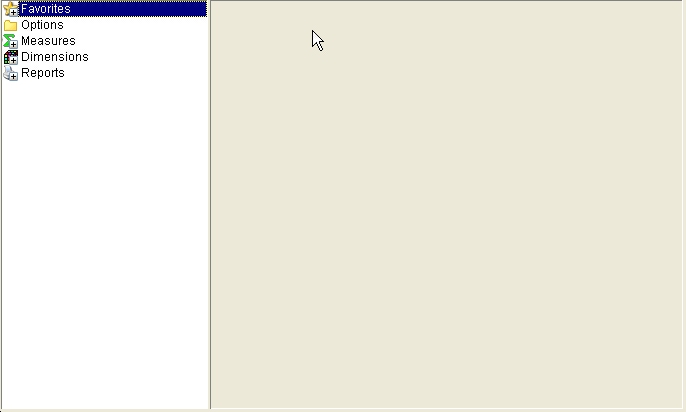 Favorites
Options
Measures
Dimensions
Reports